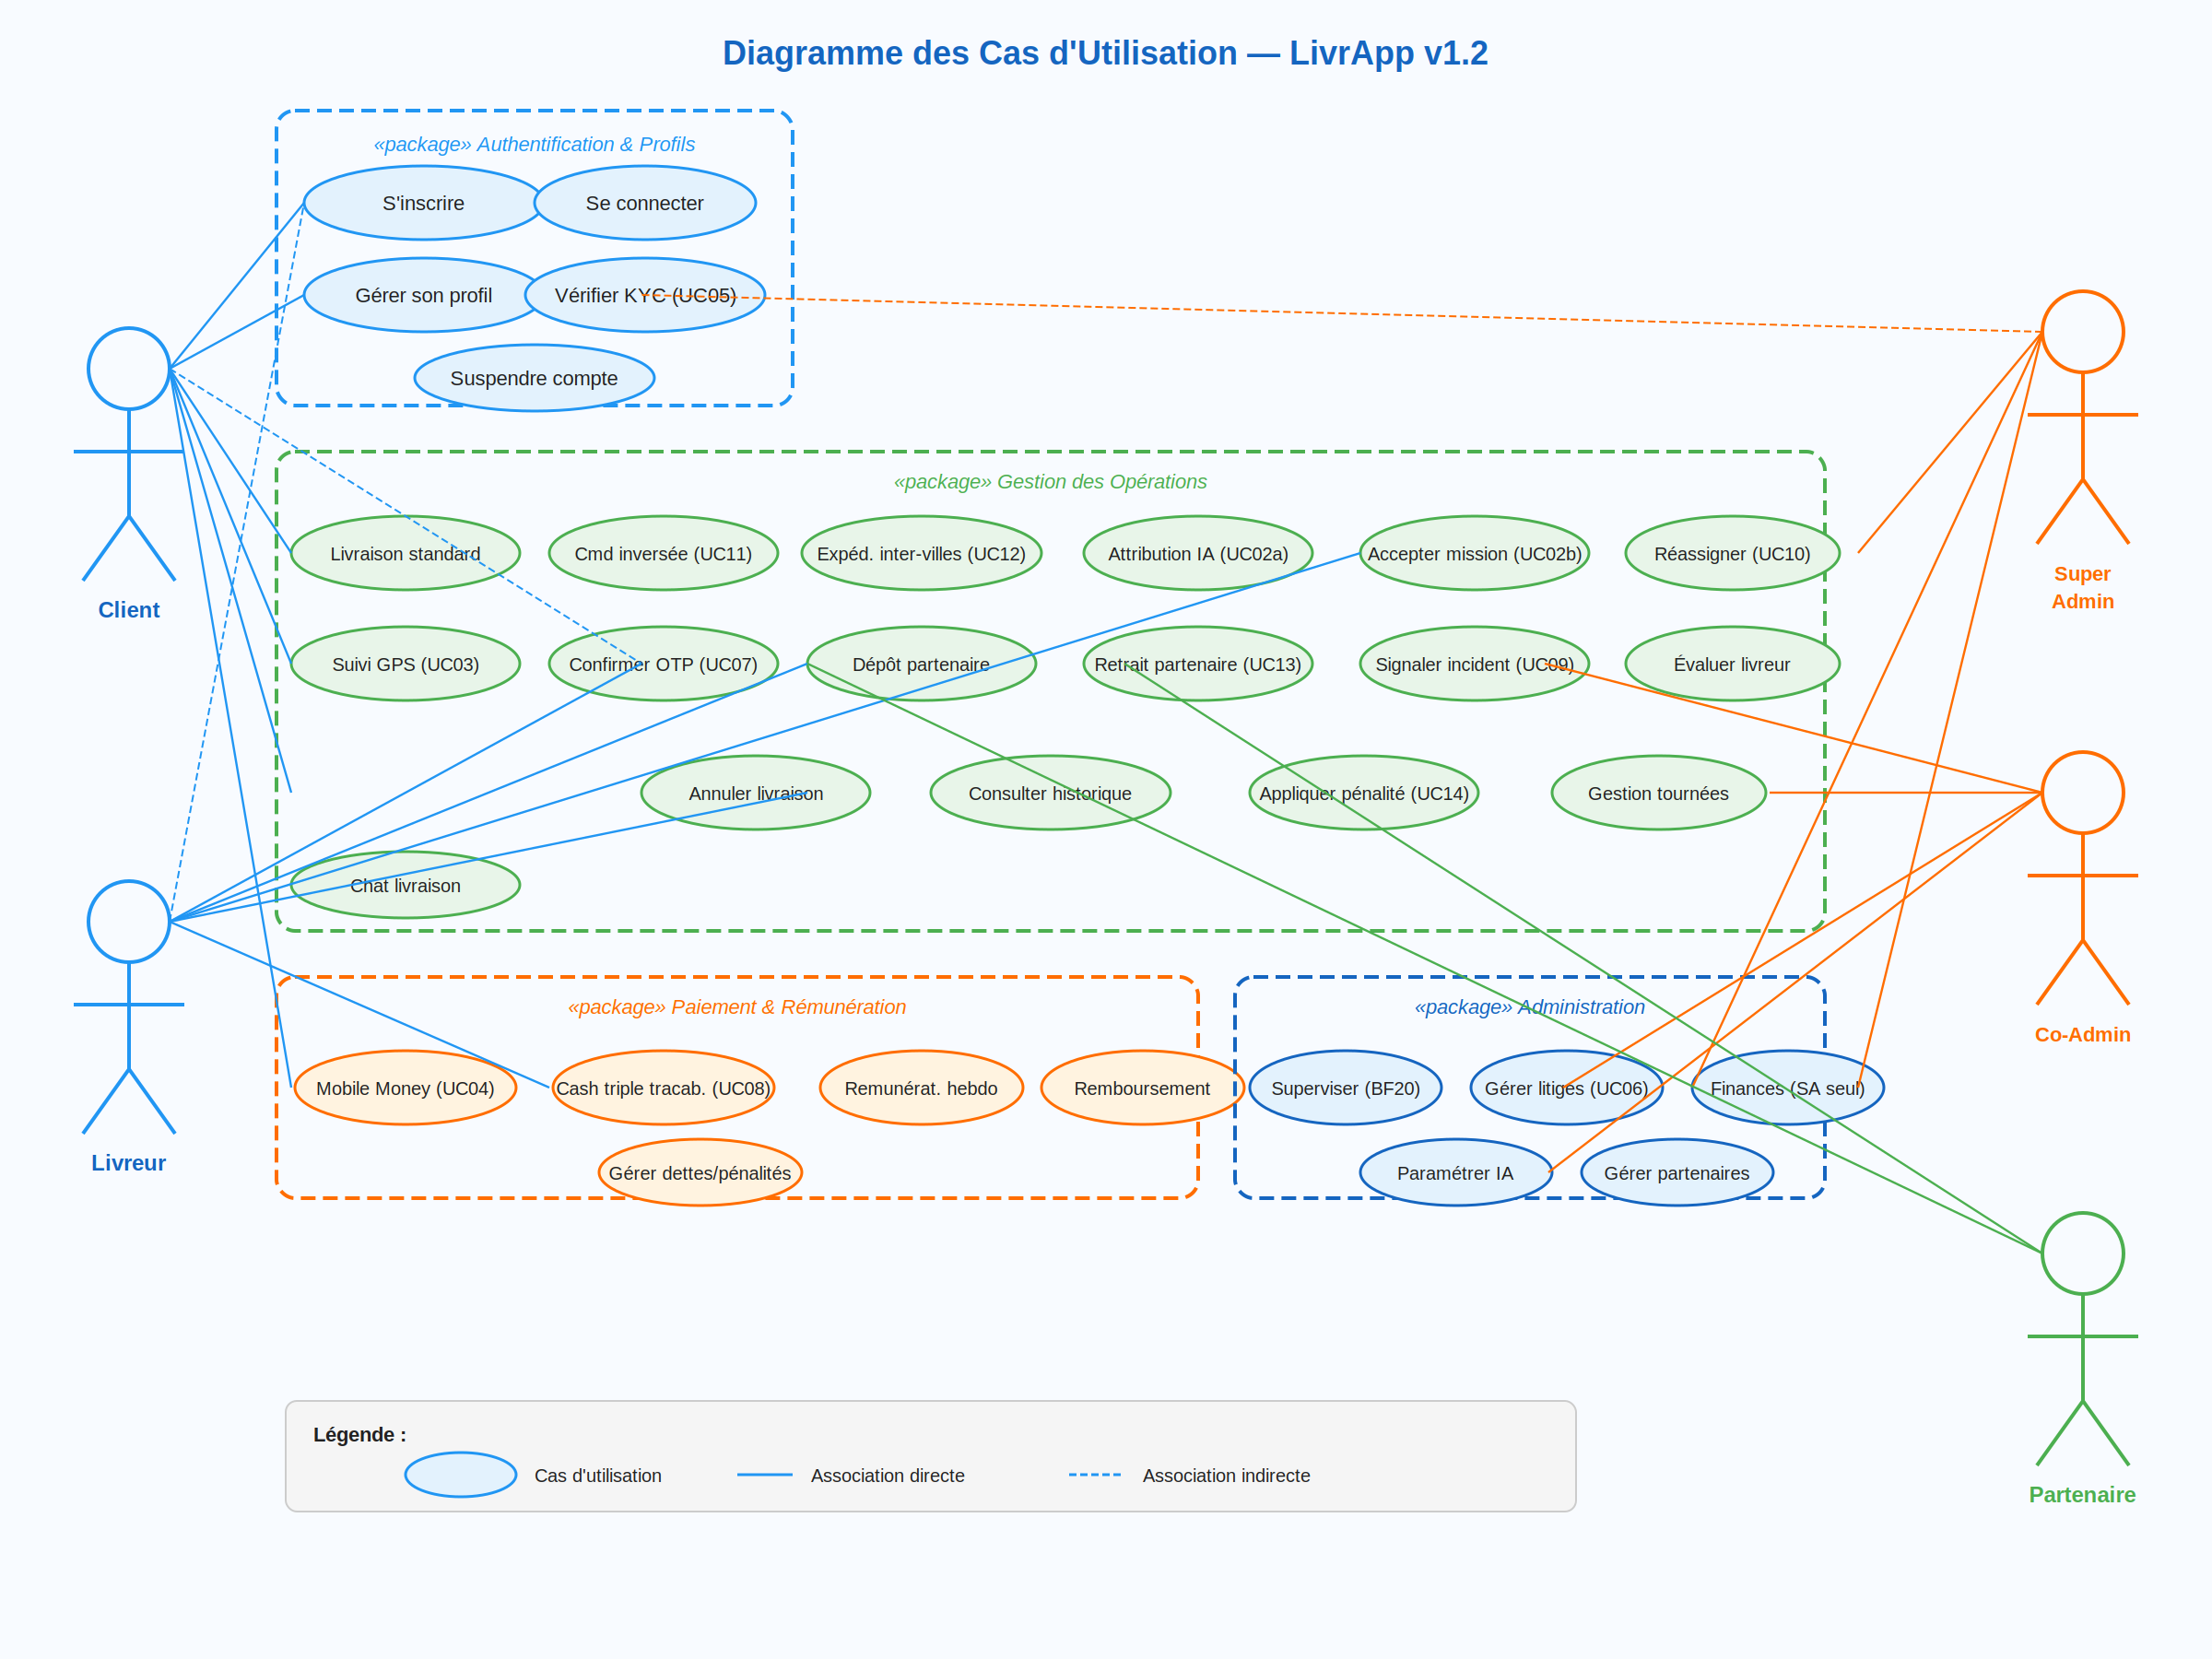 Diagramme des Cas d'Utilisation — LivrApp v1.2
«package» Authentification & Profils
S'inscrire
Se connecter
Gérer son profil
Vérifier KYC (UC05)
Suspendre compte
Client
Super
Admin
«package» Gestion des Opérations
Livraison standard
Cmd inversée (UC11)
Expéd. inter-villes (UC12)
Attribution IA (UC02a)
Accepter mission (UC02b)
Réassigner (UC10)
Suivi GPS (UC03)
Confirmer OTP (UC07)
Dépôt partenaire
Retrait partenaire (UC13)
Signaler incident (UC09)
Évaluer livreur
Annuler livraison
Consulter historique
Appliquer pénalité (UC14)
Gestion tournées
Chat livraison
Livreur
Co-Admin
«package» Paiement & Rémunération
Mobile Money (UC04)
Cash triple tracab. (UC08)
Remunérat. hebdo
Remboursement
Gérer dettes/pénalités
«package» Administration
Superviser (BF20)
Gérer litiges (UC06)
Finances (SA seul)
Paramétrer IA
Gérer partenaires
Partenaire
Légende :
Cas d'utilisation
Association directe
Association indirecte